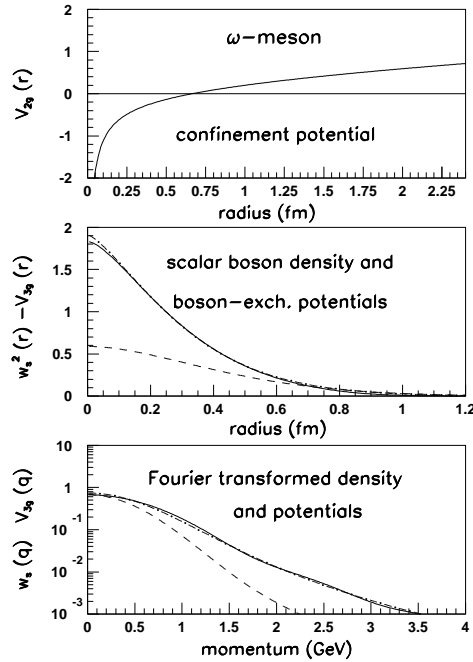 2
ω-meson
1
0
-1
confinement potential
-2
0 0.25 0.5 0.75 1 1.25 1.5 1.75 2 2.25
radius (fm)
V₂g (r)
2
scalar boson density and
1.5
boson-exch. potentials
1
0.5
0
0 0.2 0.4 0.6 0.8 1 1.2
radius (fm)
wₛ² (r) -V₃g (r)
10
Fourier transformed density
1
and potentials
10⁻¹
10⁻²
10⁻³
0 0.5 1 1.5 2 2.5 3 3.5 4
momentum (GeV)
wₛ (q) V₃g (q)